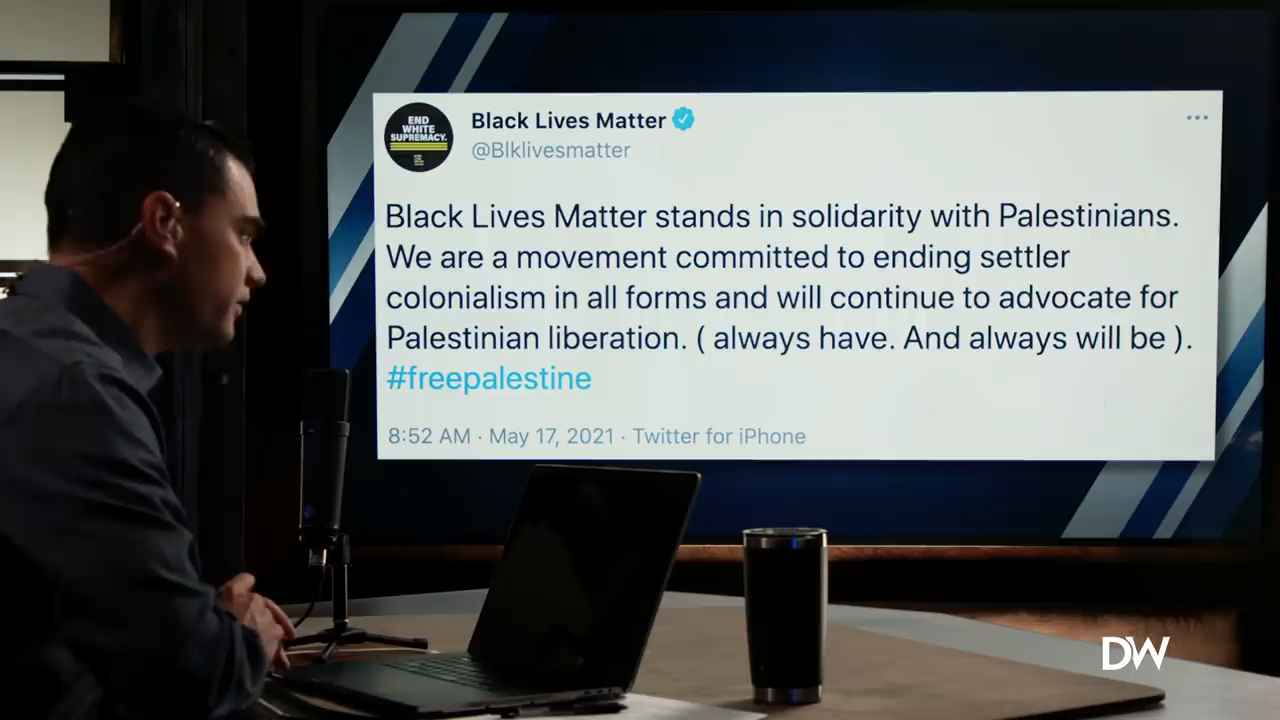 END
WHITE
SUPREMACY.
Black Lives Matter
@Blklivesmatter
Black Lives Matter stands in solidarity with Palestinians.
We are a movement committed to ending settler
colonialism in all forms and will continue to advocate for
Palestinian liberation. ( always have. And always will be ).
#freepalestine
8:52 AM · May 17, 2021 · Twitter for iPhone
DW